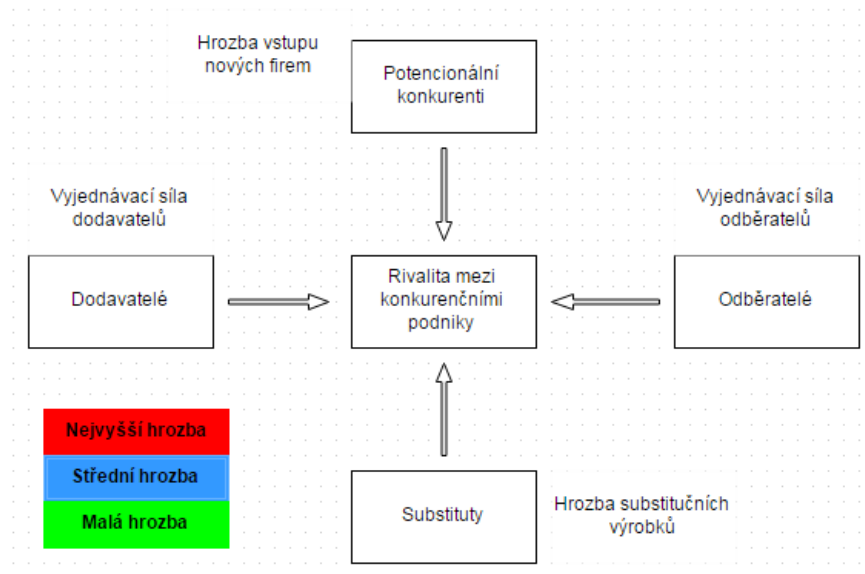 Hrozba vstupu
nových firem
Potencionální
konkurenti
Vyjednávací síla
dodavatelů
Vyjednávací síla
odběratelů
Dodavatelé
Rivalita mezi
konkurenčními
podniky
Odběratelé
Nejvyšší hrozba
Střední hrozba
Malá hrozba
Substituty
Hrozba substitučních
výrobků